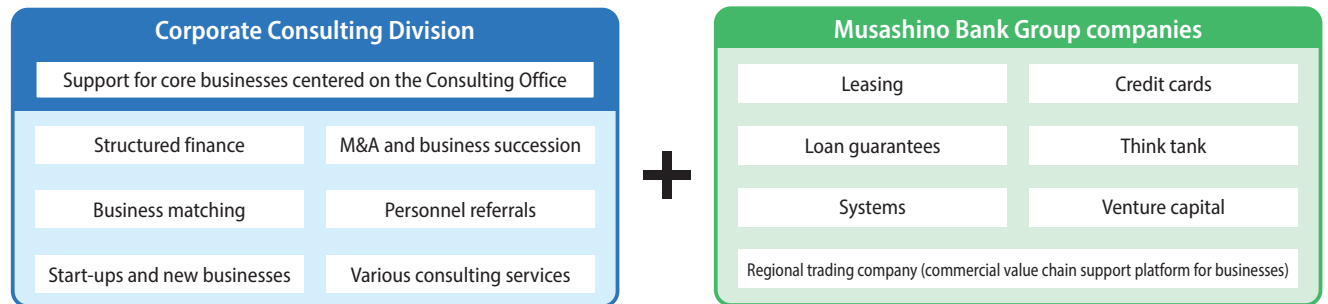 Corporate Consulting Division
Support for core businesses centered on the Consulting Office
Structured finance
M&A and business succession
Business matching
Personnel referrals
Start-ups and new businesses
Various consulting services
+
Musashino Bank Group companies
Leasing
Credit cards
Loan guarantees
Think tank
Systems
Venture capital
Regional trading company (commercial value chain support platform for businesses)